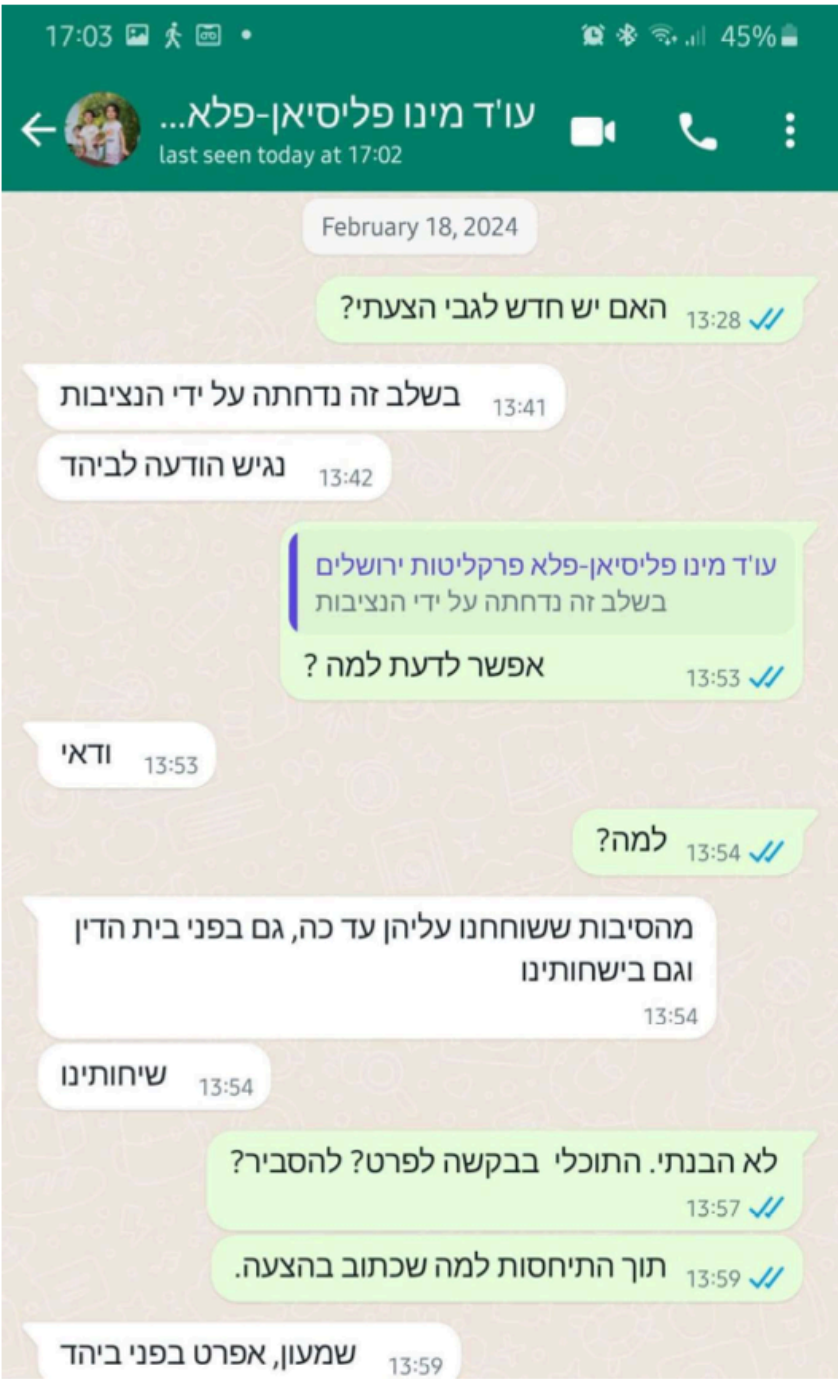 17:03
45%
עו'ד מינו פליסיאן-פלא...
last seen today at 17:02
February 18, 2024
האם יש חדש לגבי הצעתי?
13:28
בשלב זה נדחתה על ידי הנציבות
13:41
נגיש הודעה לביהד
13:42
עו'ד מינו פליסיאן-פלא פרקליטות ירושלים
בשלב זה נדחתה על ידי הנציבות
אפשר לדעת למה ?
13:53
ודאי
13:53
למה?
13:54
מהסיבות ששוחחנו עליהן עד כה, גם בפני בית הדין
וגם בישחותינו
13:54
שיחותינו
13:54
לא הבנתי. התוכלי בבקשה לפרט? להסביר?
13:57
תוך התיחסות למה שכתוב בהצעה.
13:59
שמעון, אפרט בפני ביהד
13:59